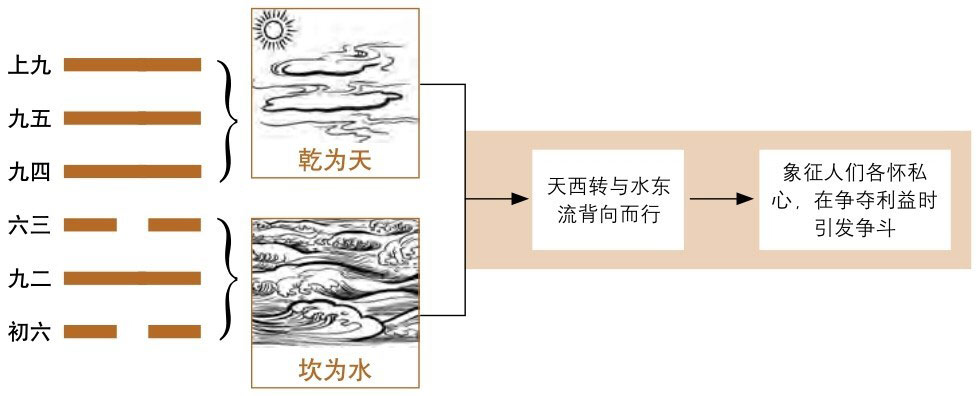 上九
九五
九四
六三
九二
初六
乾为天
坎为水
天西转与水东
流背向而行
象征人们各怀私
心，在争夺利益时
引发争斗